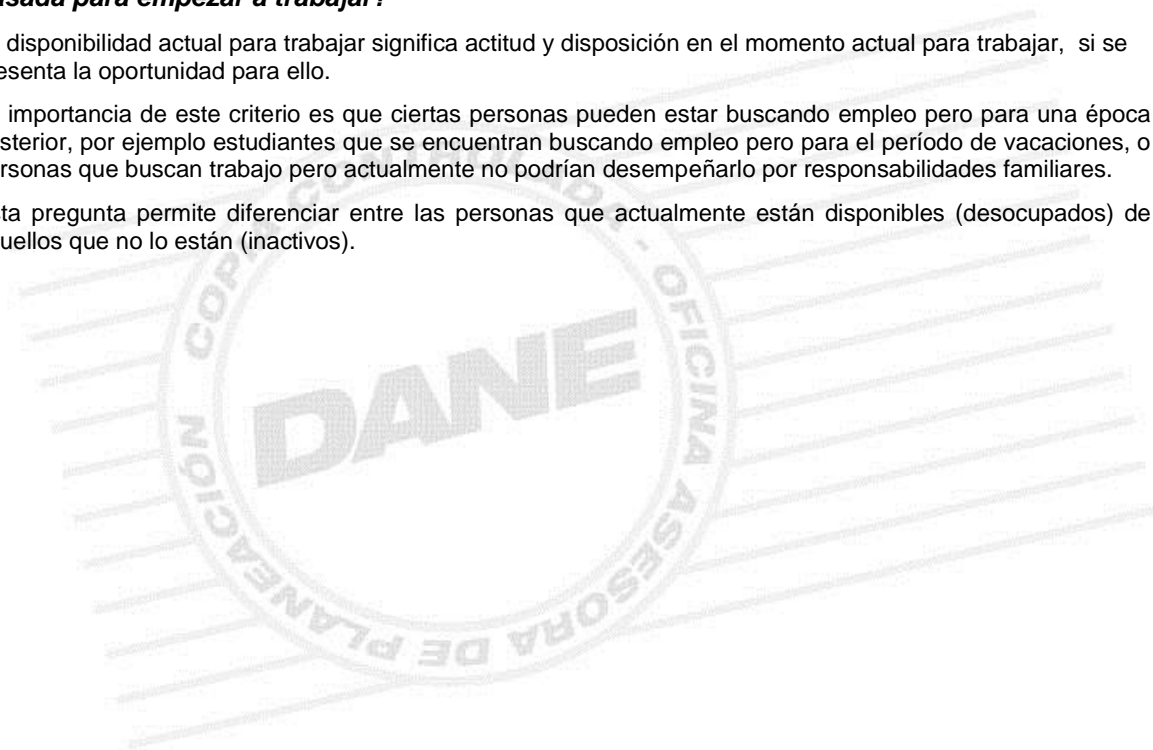 para empezar a trabajar?
disponibilidad actual para trabajar significa actitud y disposición en el momento actual para trabajar, si se
esenta la oportunidad para ello.
importancia de este criterio es que ciertas personas pueden estar buscando empleo pero para una época
sterior, por ejemplo estudiantes que se encuentran buscando empleo pero para el período de vacaciones, o
rsonas que buscan trabajo pero actualmente no podrían desempeñarlo por responsabilidades familiares.
sta pregunta permite diferenciar entre las personas que actualmente están disponibles (desocupados) de
uellos que no lo están (inactivos).
COPIA CONTROLADA - OFICINA ASESORA DE PLANEACIÓN
DANE